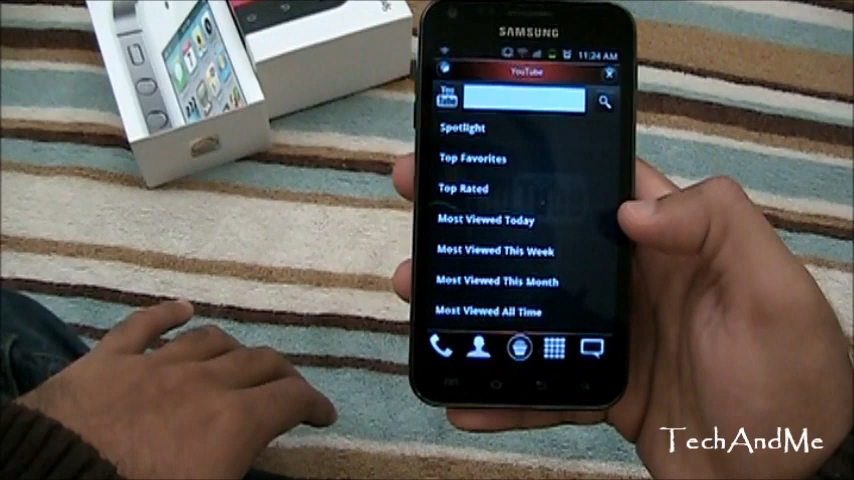 SAMSUNG
11:24 AM
YouTube
You
Tube
Spotlight
Top Favorites
Top Rated
Most Viewed Today
Most Viewed This Week
Most Viewed This Month
Most Viewed All Time
TechAndMe